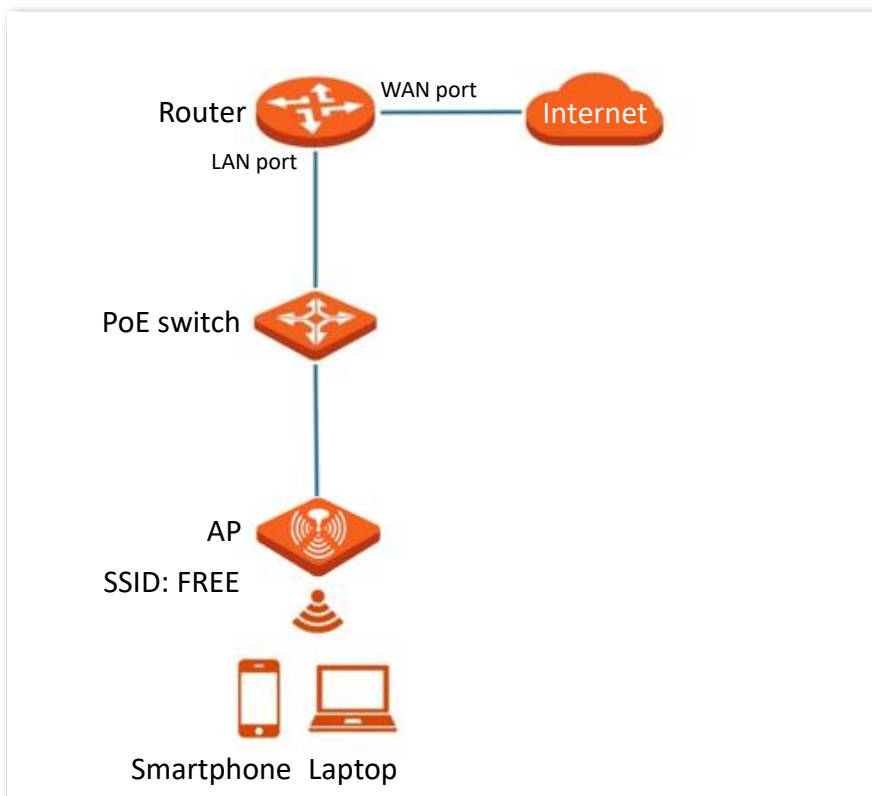 WAN port
Router
Internet
LAN port
PoE switch
AP
SSID: FREE
Smartphone Laptop